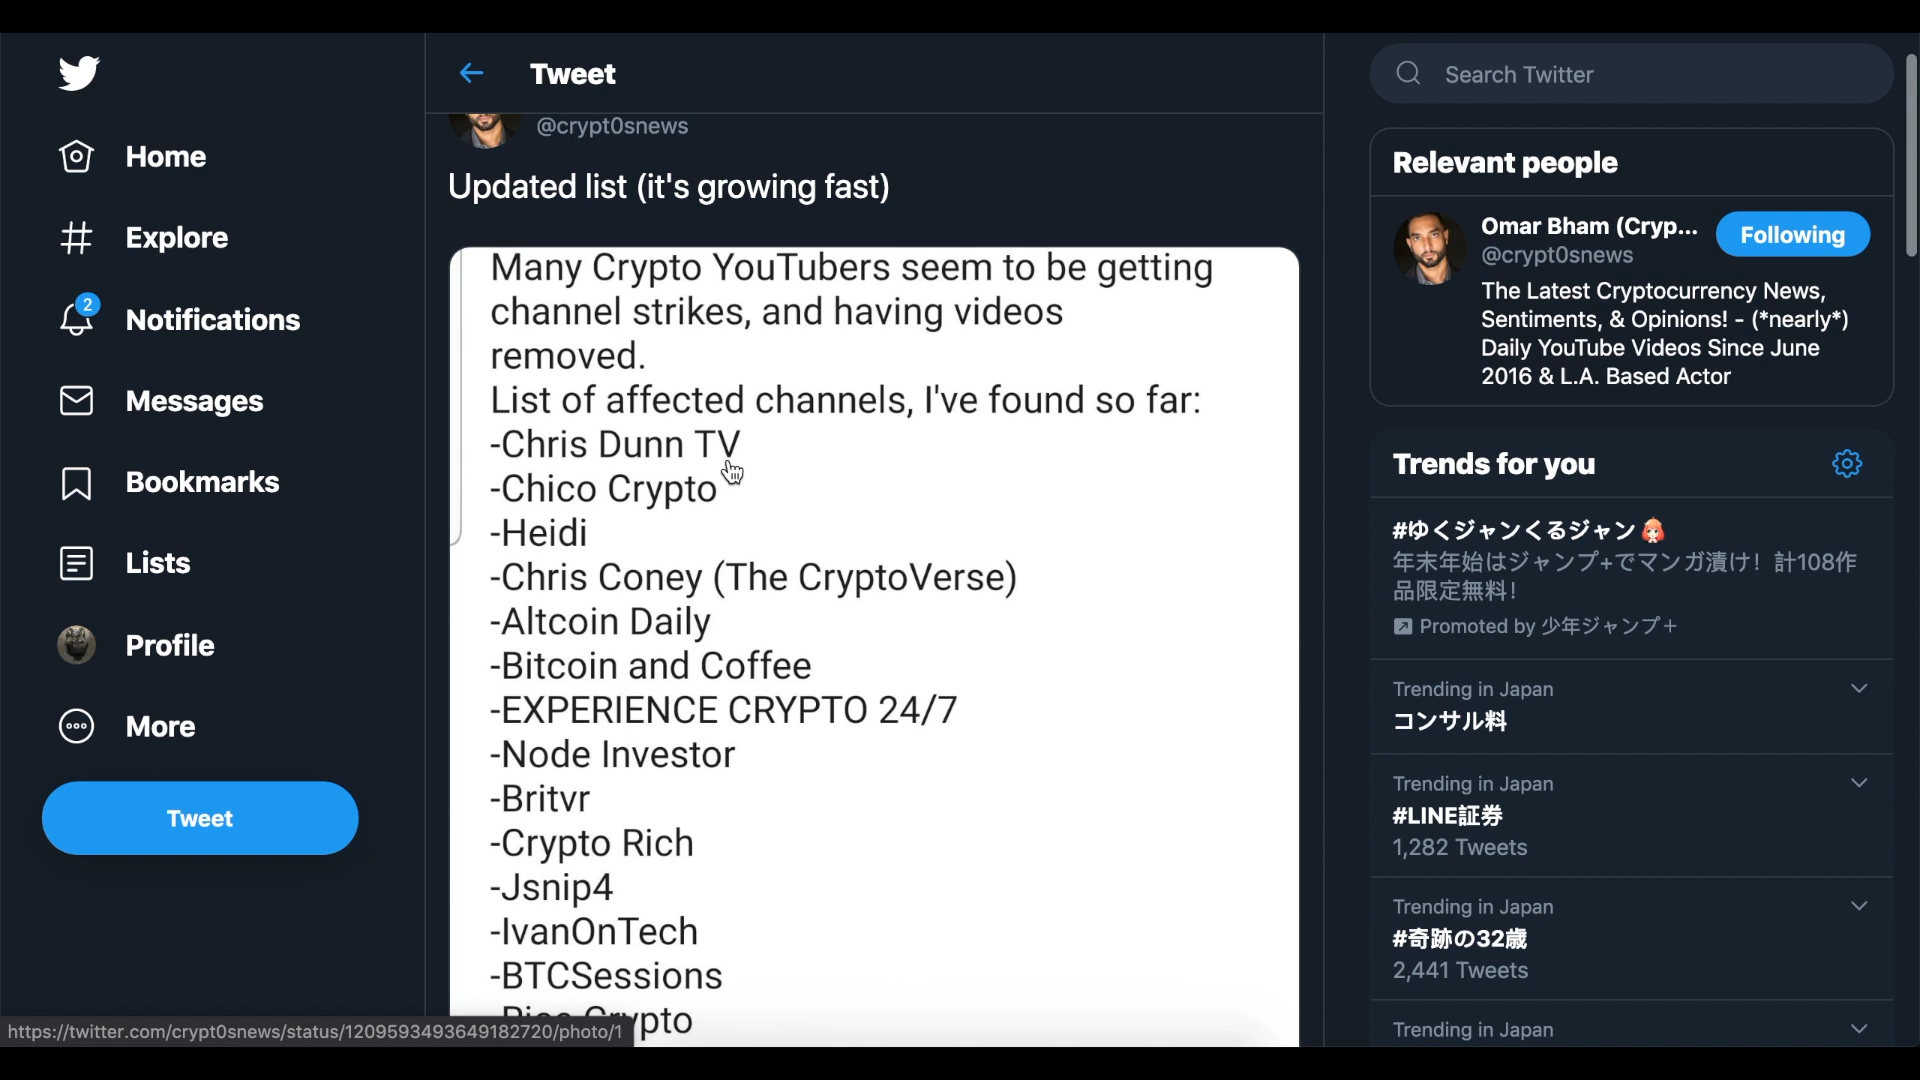 Home
Explore
2
Notifications
Messages
Bookmarks
Lists
Profile
More
Tweet
Tweet
@crypt0snews
Updated list (it's growing fast)
Many Crypto YouTubers seem to be getting
channel strikes, and having videos
removed.
List of affected channels, I've found so far:
-Chris Dunn TV
-Chico Crypto
-Heidi
-Chris Coney (The CryptoVerse)
-Altcoin Daily
-Bitcoin and Coffee
-EXPERIENCE CRYPTO 24/7
-Node Investor
-Britvr
-Crypto Rich
-Jsnip4
-IvanOnTech
-BTCSessions
https://twitter.com/crypt0snews/status/1209593493649182720/photo/1
Search Twitter
Relevant people
Omar Bham (Cryp...
Following
@crypt0snews
The Latest Cryptocurrency News,
Sentiments, & Opinions! - (*nearly*)
Daily YouTube Videos Since June
2016 & L.A. Based Actor
Trends for you
#ゆくジャンくるジャン
年末年始はジャンプ+でマンガ漬け！計108作
品限定無料！
Promoted by 少年ジャンプ＋
Trending in Japan
コンサル料
Trending in Japan
#LINE証券
1,282 Tweets
Trending in Japan
#奇跡の32歳
2,441 Tweets
Trending in Japan